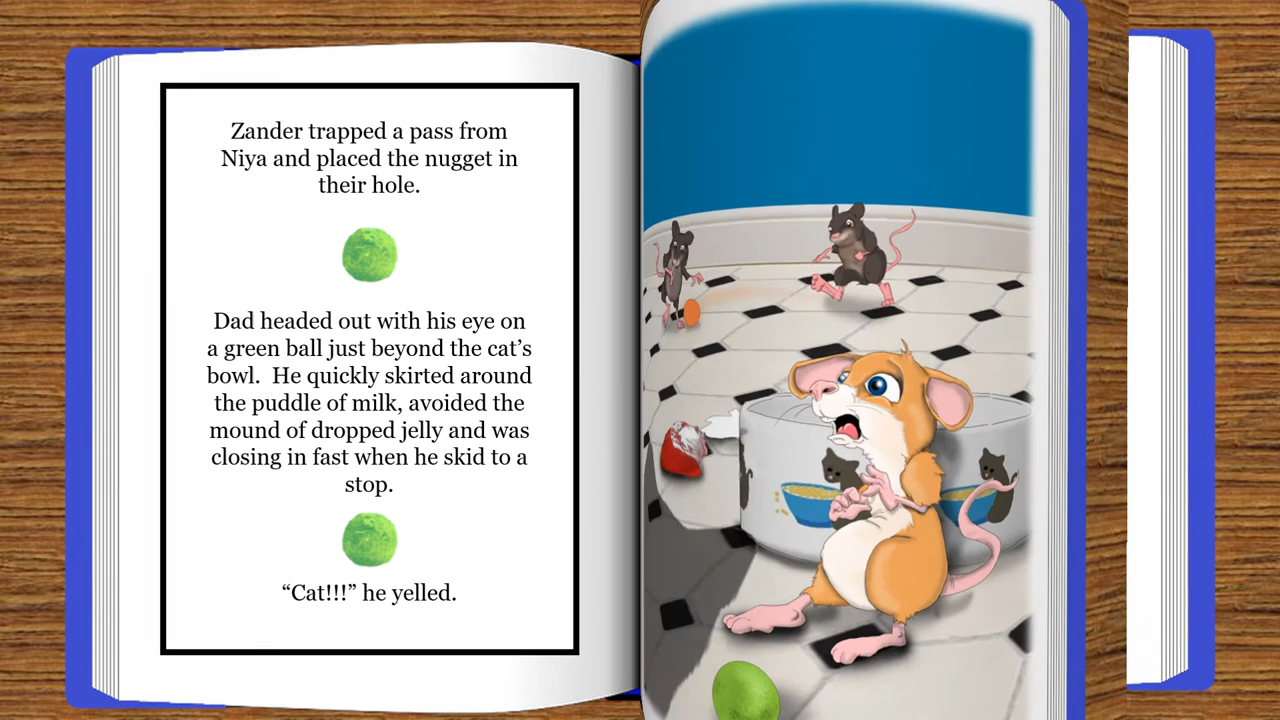 Zander trapped a pass from
Niya and placed the nugget in
their hole.
Dad headed out with his eye on
a green ball just beyond the cat’s
bowl.  He quickly skirted around
the puddle of milk, avoided the
mound of dropped jelly and was
closing in fast when he skid to a
stop.
“Cat!!!” he yelled.